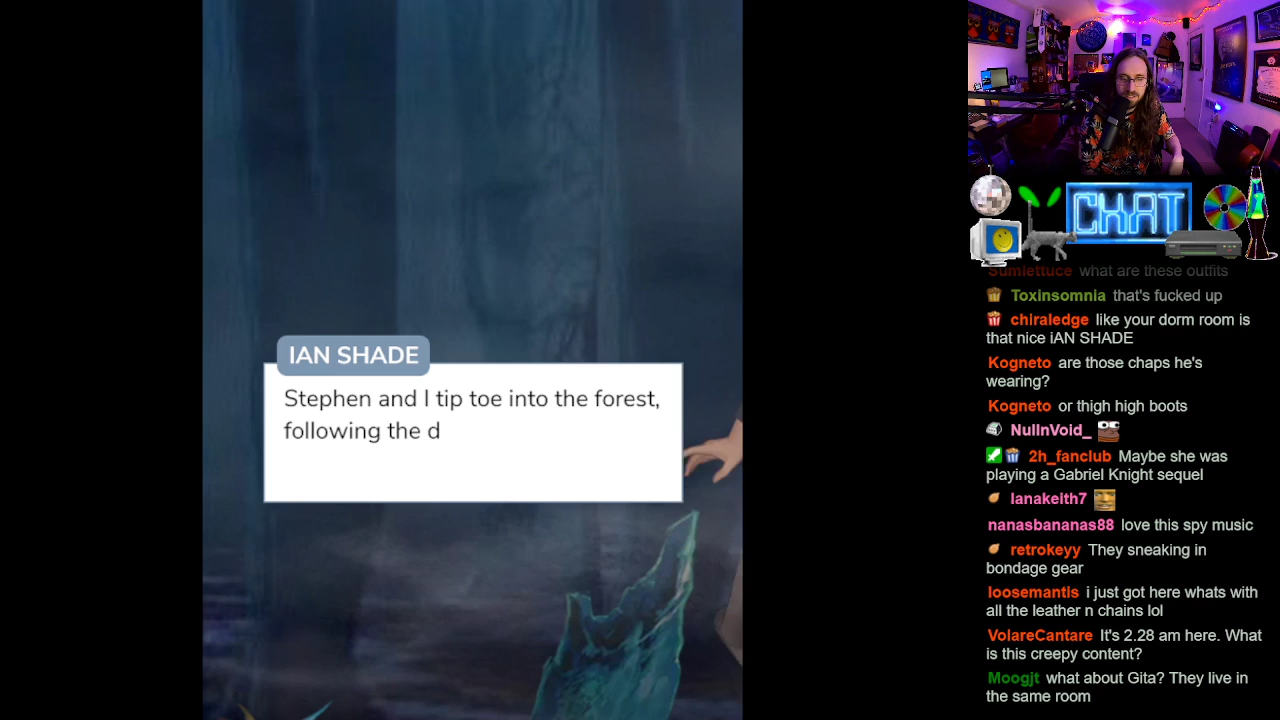 IAN SHADE
Stephen and I tip toe into the forest,
following the d
CHAT
Sumlettuce what are these outfits
Toxinsomnia that's fucked up
chiraledge like your dorm room is
that nice iAN SHADE
Kogneto are those chaps he's
wearing?
Kogneto or thigh high boots
NullnVoid_
2h_fanclub Maybe she was
playing a Gabriel Knight sequel
lanakeith7
nanasbananas88 love this spy music
retrokeyy They sneaking in
bondage gear
loosemantis i just got here whats with
all the leather n chains lol
VolareCantare It's 2.28 am here. What
is this creepy content?
Moogjt what about Gita? They live in
the same room